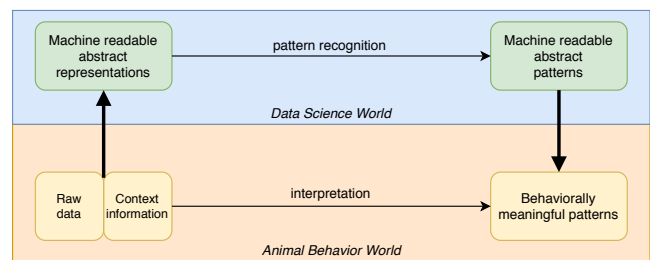 Machine readable
abstract
representations
pattern recognition
Machine readable
abstract
patterns
Data Science World
Raw
data
Context
information
interpretation
Behaviorally
meaningful patterns
Animal Behavior World